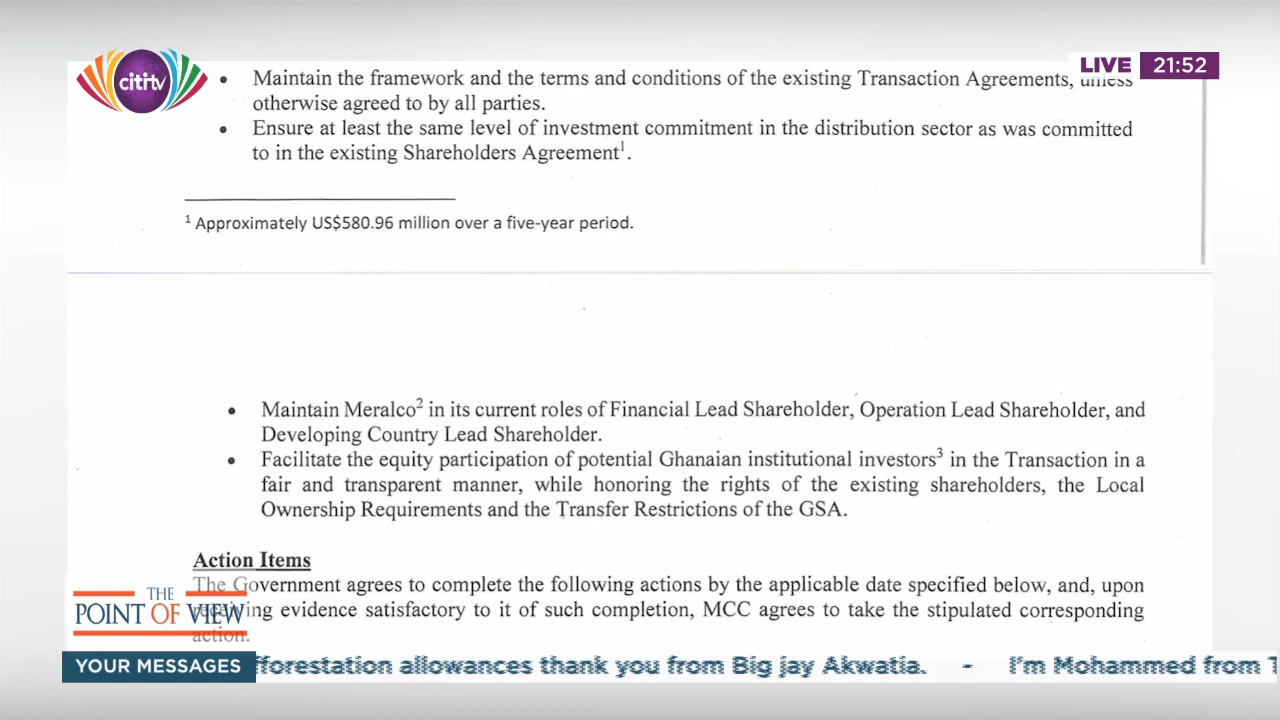 citi tv
LIVE 21:52
• Maintain the framework and the terms and conditions of the existing Transaction Agreements, unless
otherwise agreed to by all parties.
• Ensure at least the same level of investment commitment in the distribution sector as was committed
to in the existing Shareholders Agreement¹.
¹ Approximately US$580.96 million over a five-year period.
• Maintain Meralco² in its current roles of Financial Lead Shareholder, Operation Lead Shareholder, and
Developing Country Lead Shareholder.
• Facilitate the equity participation of potential Ghanaian institutional investors³ in the Transaction in a
fair and transparent manner, while honoring the rights of the existing shareholders, the Local
Ownership Requirements and the Transfer Restrictions of the GSA.
Action Items
The Government agrees to complete the following actions by the applicable date specified below, and, upon
receiving evidence satisfactory to it of such completion, MCC agrees to take the stipulated corresponding
action.
THE
POINT OF VIEW
YOUR MESSAGES fforestation allowances thank you from Big jay Akwatia. - I'm Mohammed from